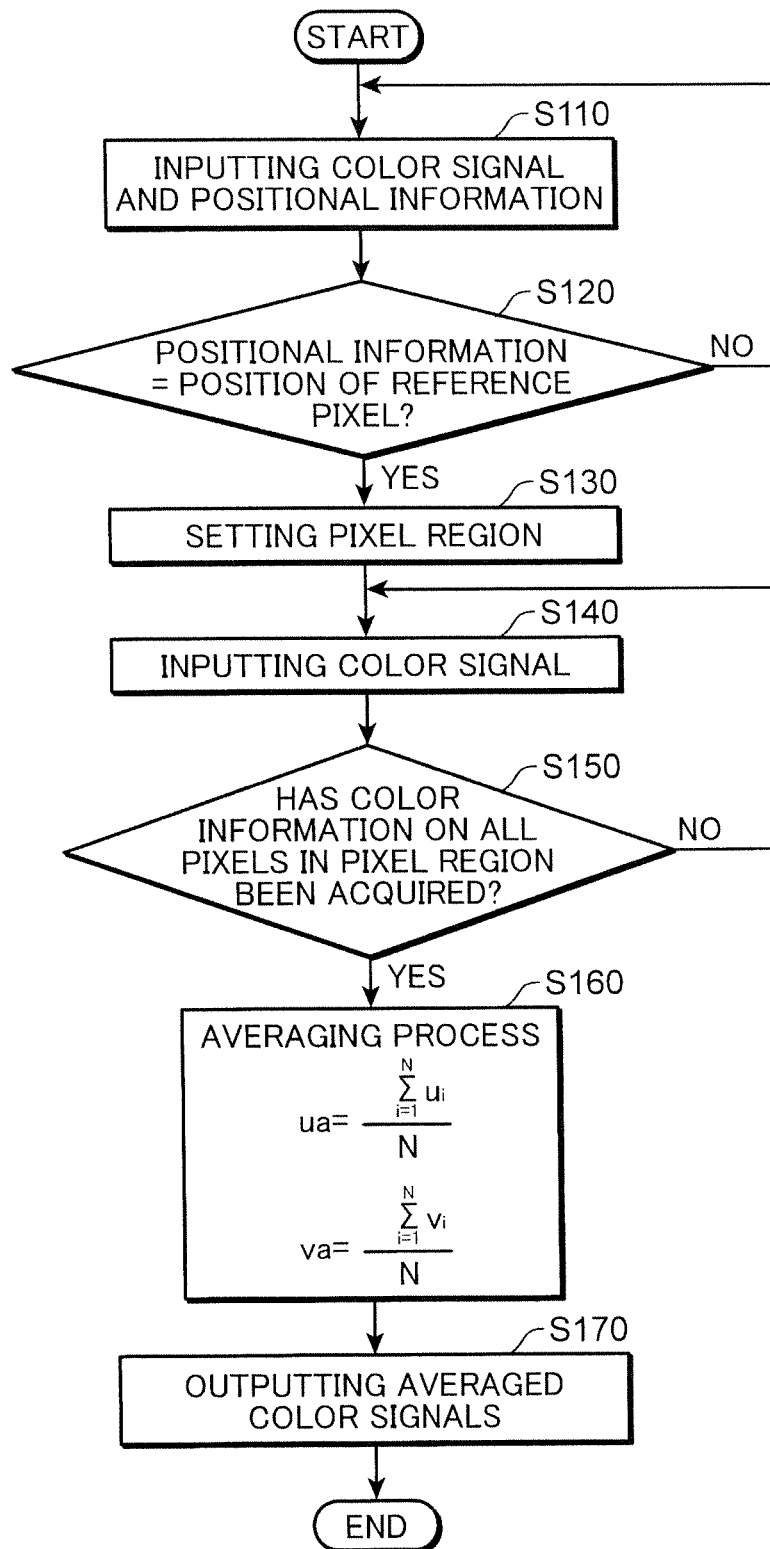 START
S110
INPUTTING COLOR SIGNAL
AND POSITIONAL INFORMATION
S120
POSITIONAL INFORMATION
= POSITION OF REFERENCE
PIXEL?
NO
YES
S130
SETTING PIXEL REGION
S140
INPUTTING COLOR SIGNAL
S150
HAS COLOR
INFORMATION ON ALL
PIXELS IN PIXEL REGION
BEEN ACQUIRED?
NO
YES
S160
AVERAGING PROCESS
N
Σ ui
i=1
ua=
N
N
Σ vi
i=1
va=
N
S170
OUTPUTTING AVERAGED
COLOR SIGNALS
END